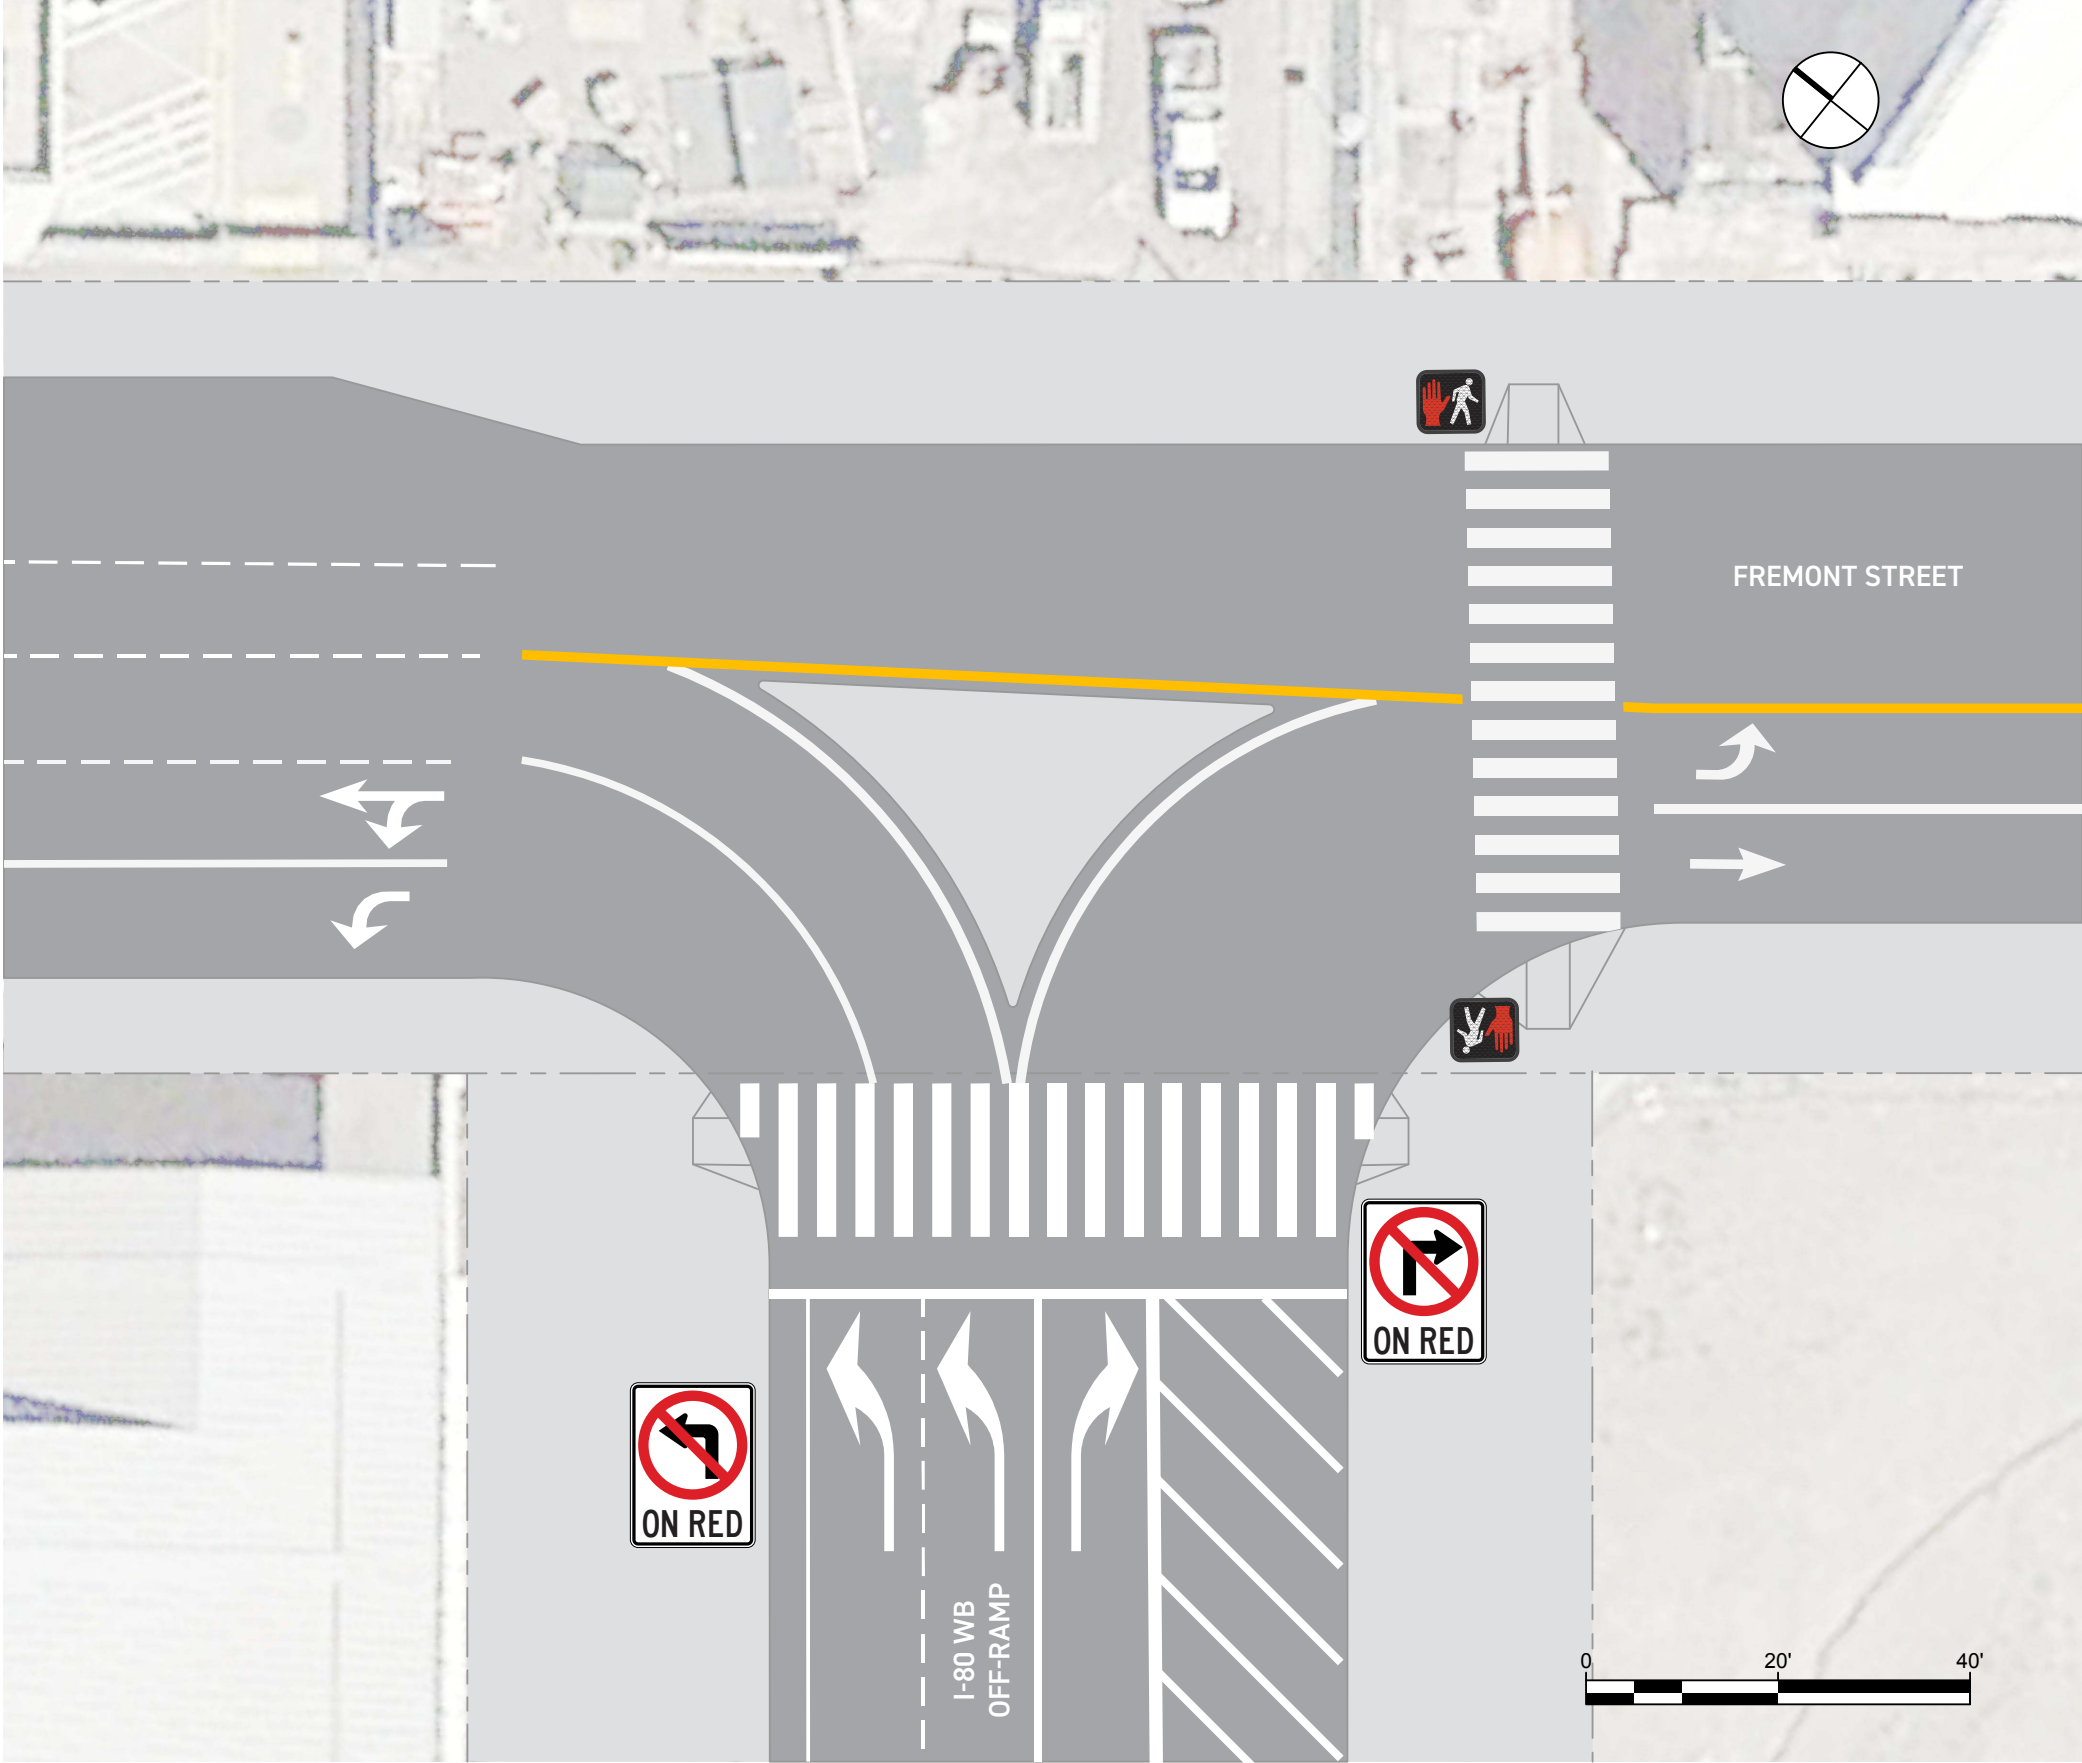 FREMONT STREET
ON RED
ON RED
I-80 WB
OFF-RAMP
0 20' 40'